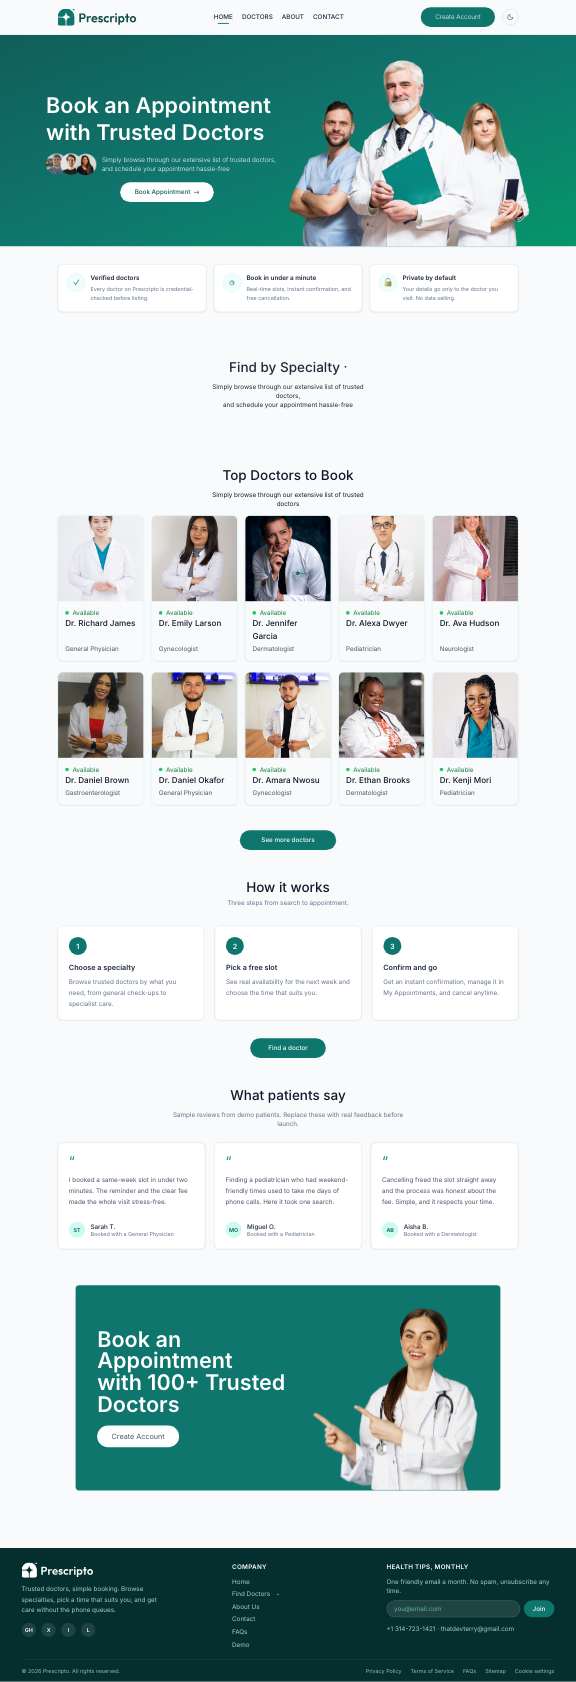 Prescripto
HOME DOCTORS ABOUT CONTACT
Create Account
Book an Appointment
with Trusted Doctors
Simply browse through our extensive list of trusted doctors,
and schedule your appointment hassle-free
Book Appointment →
Verified doctors
Every doctor on Prescripto is credential-
checked before listing.
Book in under a minute
Real-time slots, instant confirmation, and
free cancellation.
Private by default
Your details go only to the doctor you
visit. No data selling.
Find by Specialty ·
Simply browse through our extensive list of trusted
doctors,
and schedule your appointment hassle-free
Top Doctors to Book
Simply browse through our extensive list of trusted
doctors
Available
Dr. Richard James
General Physician
Available
Dr. Emily Larson
Gynecologist
Available
Dr. Jennifer
Garcia
Dermatologist
Available
Dr. Alexa Dwyer
Pediatrician
Available
Dr. Ava Hudson
Neurologist
Available
Dr. Daniel Brown
Gastroenterologist
Available
Dr. Daniel Okafor
General Physician
Available
Dr. Amara Nwosu
Gynecologist
Available
Dr. Ethan Brooks
Dermatologist
Available
Dr. Kenji Mori
Pediatrician
See more doctors
How it works
Three steps from search to appointment.
1
Choose a specialty
Browse trusted doctors by what you
need, from general check-ups to
specialist care.
2
Pick a free slot
See real availability for the next week and
choose the time that suits you.
3
Confirm and go
Get an instant confirmation, manage it in
My Appointments, and cancel anytime.
Find a doctor
What patients say
Sample reviews from demo patients. Replace these with real feedback before
launch.
"
I booked a same-week slot in under two
minutes. The reminder and the clear fee
made the whole visit stress-free.
ST
Sarah T.
Booked with a General Physician
"
Finding a pediatrician who had weekend-
friendly times used to take me days of
phone calls. Here it took one search.
MO
Miguel O.
Booked with a Pediatrician
"
Cancelling freed the slot straight away
and the process was honest about the
fee. Simple, and it respects your time.
AB
Aisha B.
Booked with a Dermatologist
Book an
Appointment
with 100+ Trusted
Doctors
Create Account
Prescripto
Trusted doctors, simple booking. Browse
specialties, pick a time that suits you, and get
care without the phone queues.
GH X I L
COMPANY
Home
Find Doctors
About Us
Contact
FAQs
Demo
HEALTH TIPS, MONTHLY
One friendly email a month. No spam, unsubscribe any
time.
you@email.com
Join
+1 314-723-1421 · thatdevterry@gmail.com
© 2026 Prescripto. All rights reserved.
Privacy Policy Terms of Service FAQs Sitemap Cookie settings